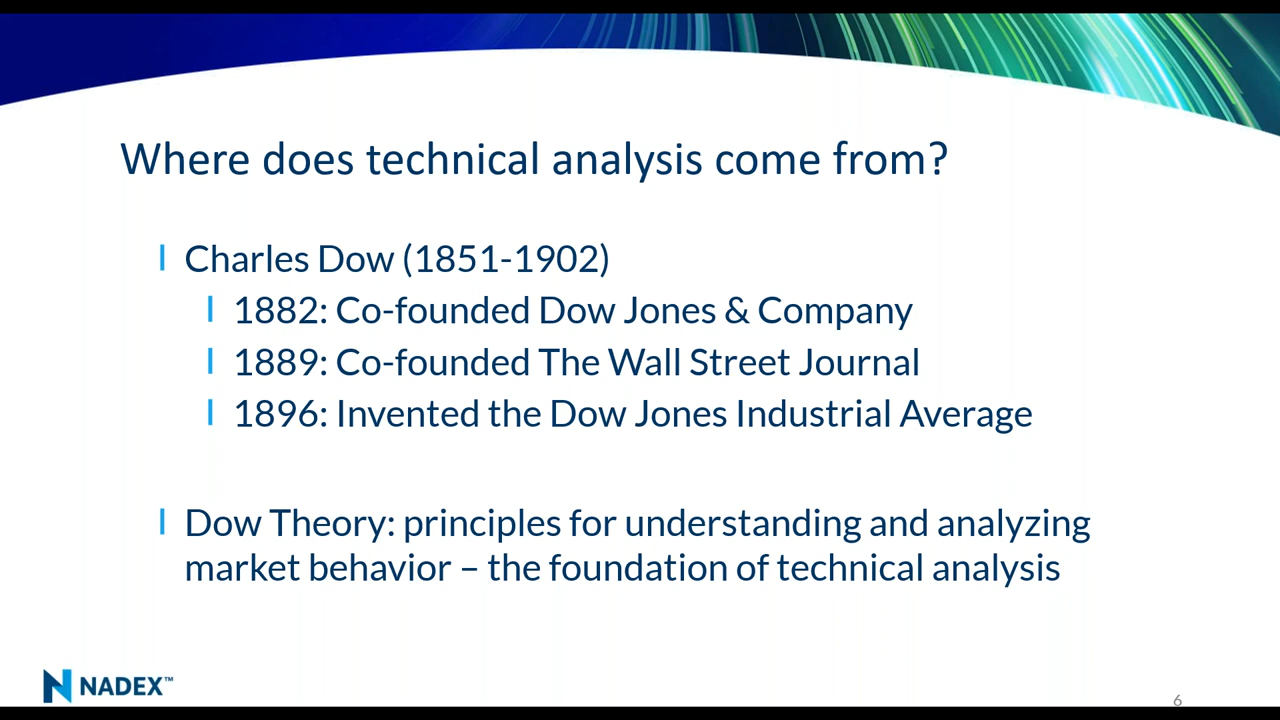 Where does technical analysis come from?
Charles Dow (1851-1902)
1882: Co-founded Dow Jones & Company
1889: Co-founded The Wall Street Journal
1896: Invented the Dow Jones Industrial Average
Dow Theory: principles for understanding and analyzing
market behavior – the foundation of technical analysis
NADEX™
6